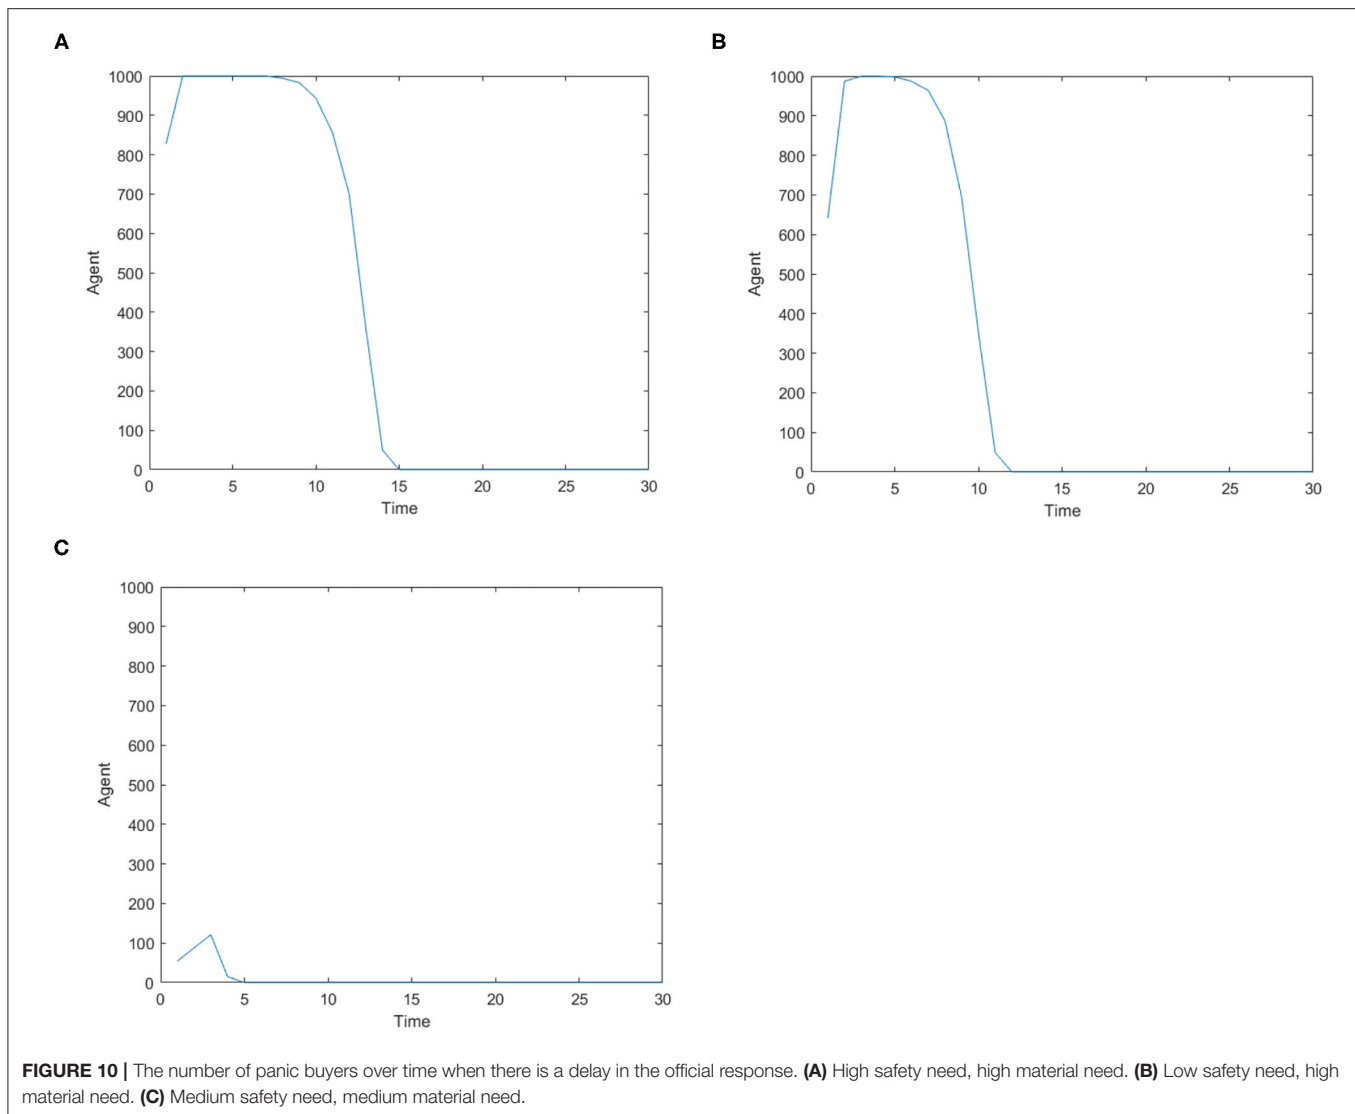 A
1000
900
800
700
600
500
400
300
200
100
0
0 5 10 15 20 25 30
Agent
Time
B
1000
900
800
700
600
500
400
300
200
100
0
0 5 10 15 20 25 30
Agent
Time
C
1000
900
800
700
600
500
400
300
200
100
0
0 5 10 15 20 25 30
Agent
Time
FIGURE 10 | The number of panic buyers over time when there is a delay in the official response. (A) High safety need, high material need. (B) Low safety need, high
material need. (C) Medium safety need, medium material need.